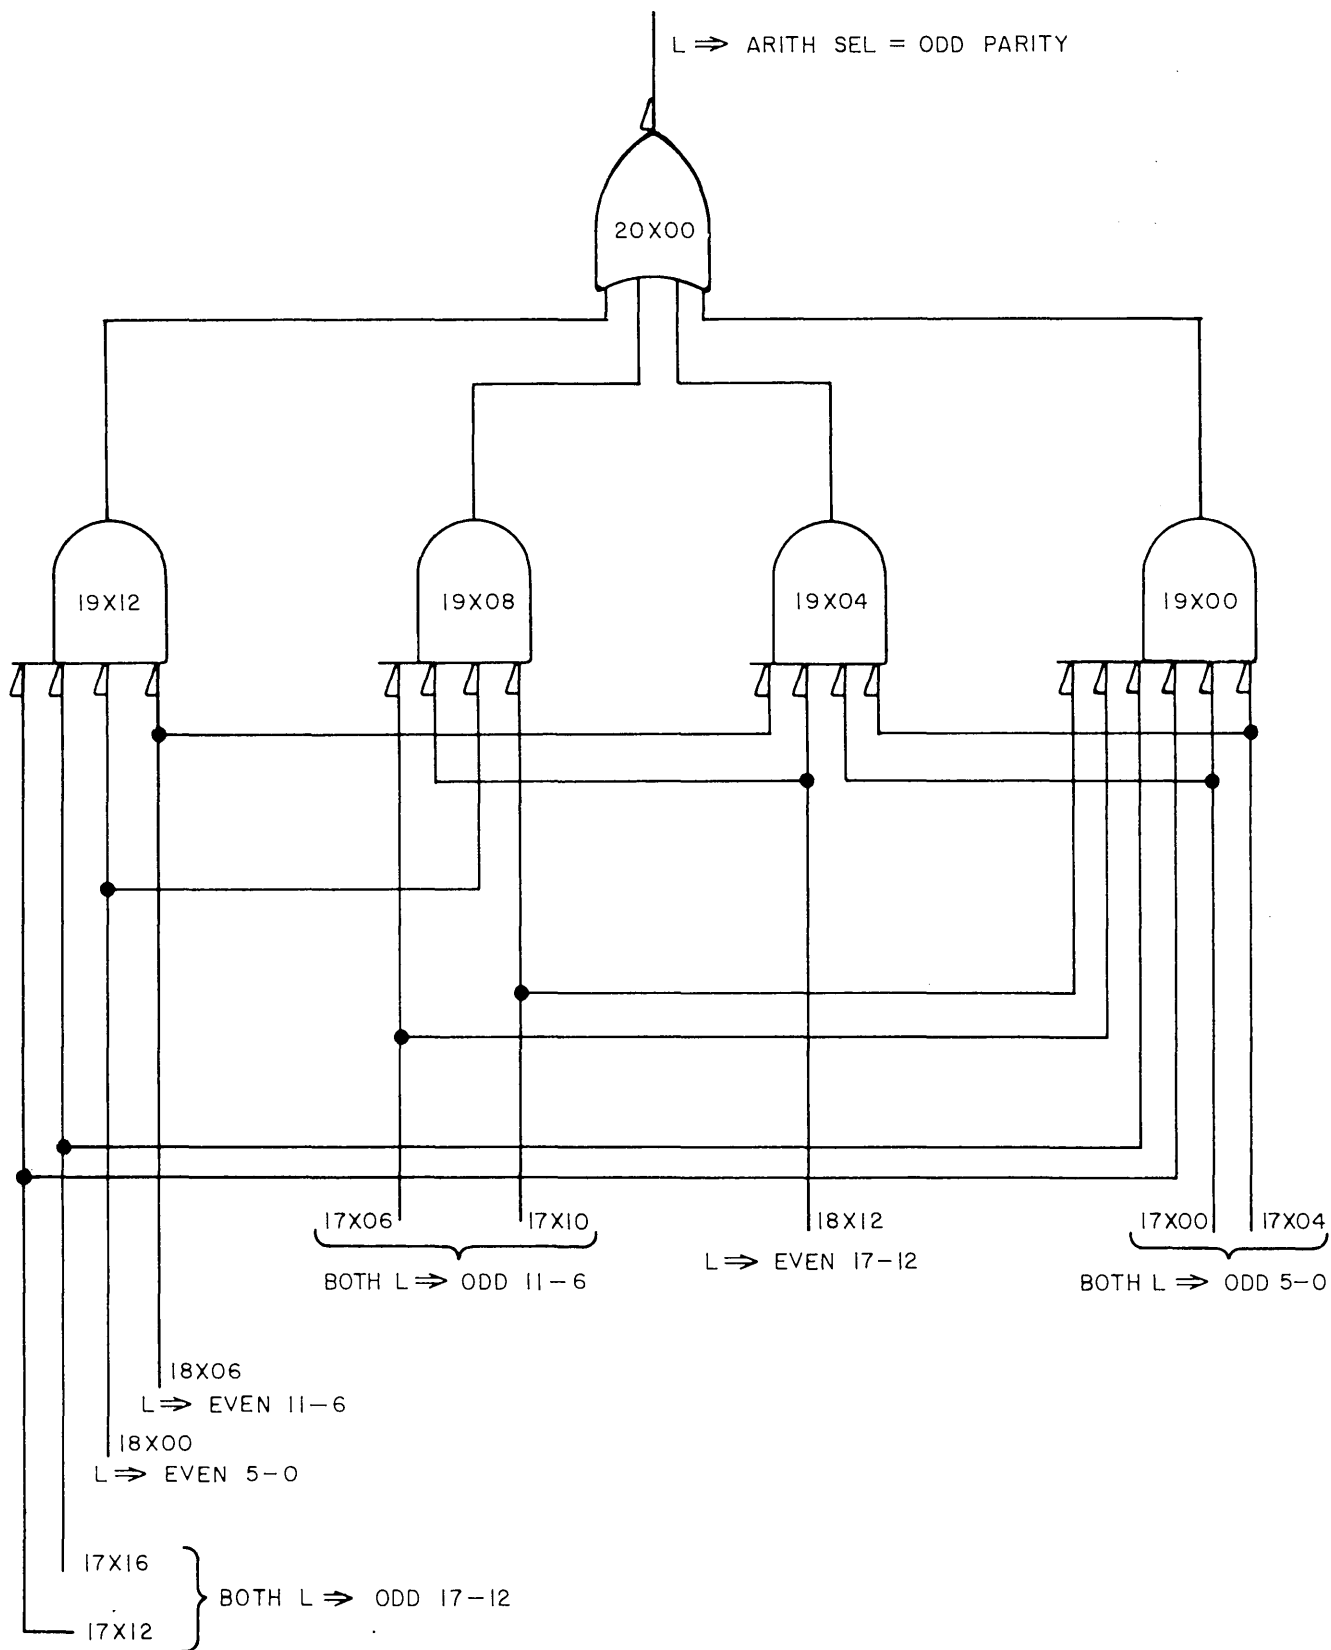 L ⇒ ARITH SEL = ODD PARITY
20X00
19X12
19X08
19X04
19X00
17X06
17X10
18X12
17X00
17X04
L ⇒ EVEN 17-12
BOTH L ⇒ ODD 11-6
BOTH L ⇒ ODD 5-0
18X06
L ⇒ EVEN 11-6
18X00
L ⇒ EVEN 5-0
17X16
BOTH L ⇒ ODD 17-12
17X12